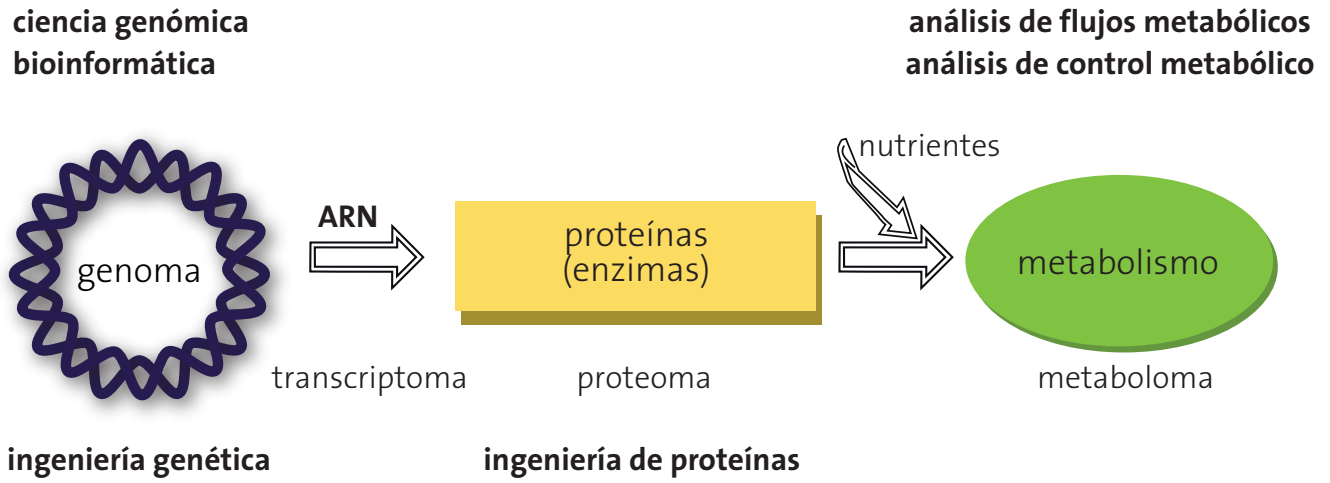 ciencia genómica
bioinformática
análisis de flujos metabólicos
análisis de control metabólico
nutrientes
ARN
genoma
proteínas
(enzimas)
metabolismo
transcriptoma
proteoma
metaboloma
ingeniería genética
ingeniería de proteínas